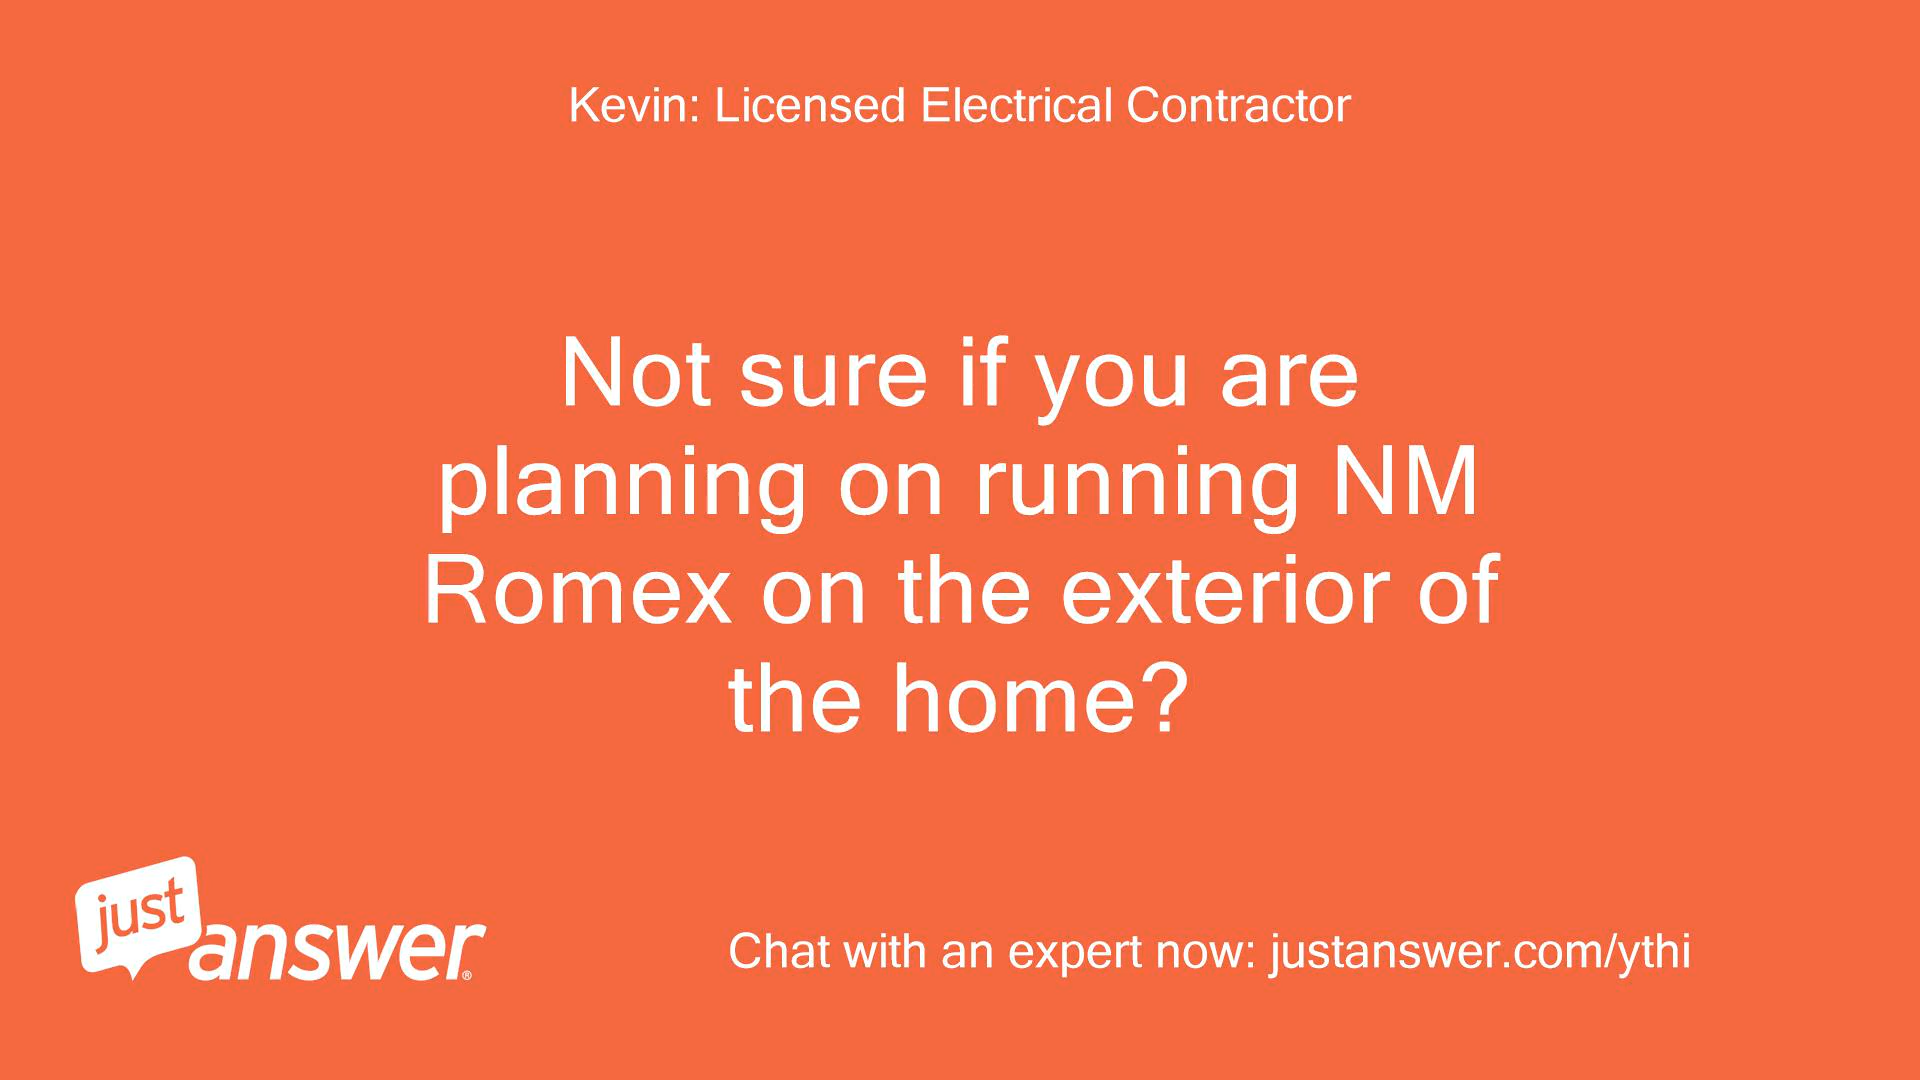 Kevin: Licensed Electrical Contractor
Not sure if you are
planning on running NM
Romex on the exterior of
the home?
just
answer®
Chat with an expert now: justanswer.com/ythi